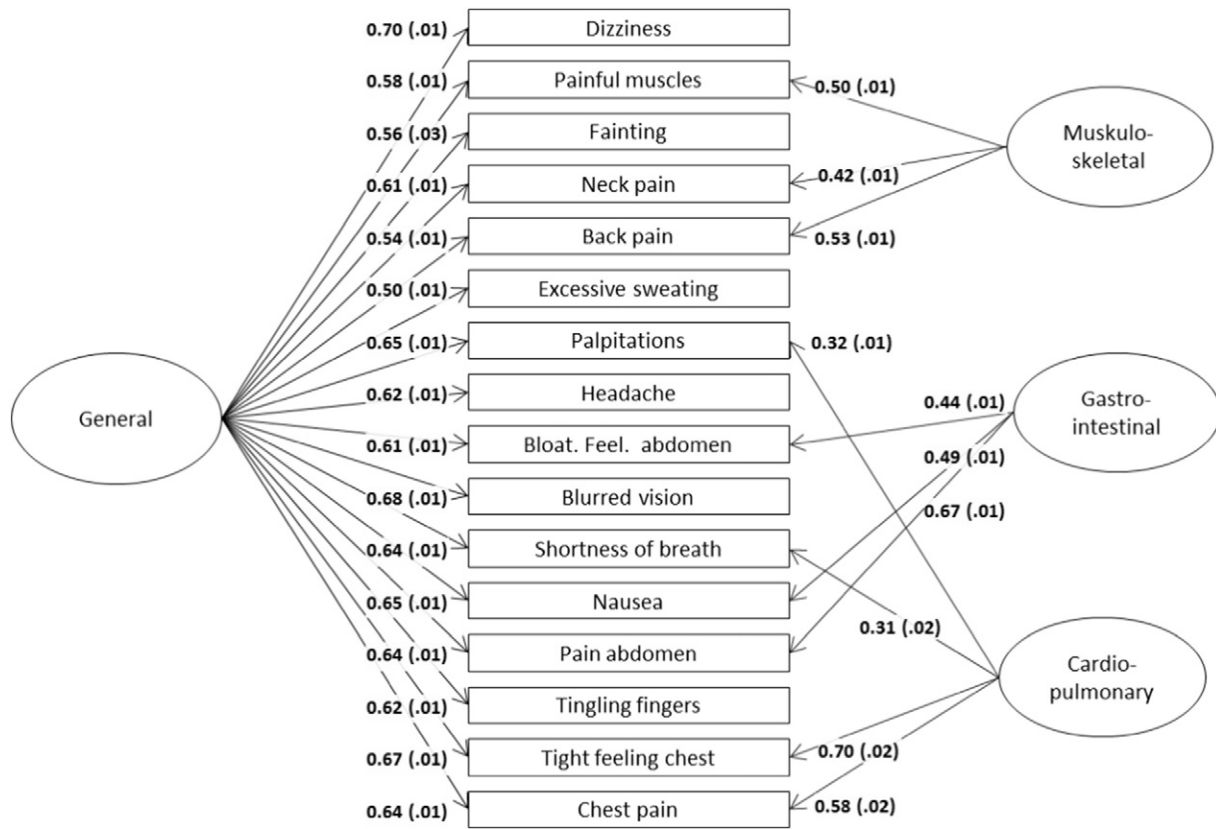 0.70 (.01)
Dizziness
0.58 (.01)
Painful muscles
0.50 (.01)
0.56 (.03)
Fainting
Muskulo-
skeletal
0.61 (.01)
Neck pain
0.42 (.01)
0.54 (.01)
Back pain
0.53 (.01)
0.50 (.01)
Excessive sweating
0.65 (.01)
Palpitations
0.32 (.01)
0.62 (.01)
Headache
0.44 (.01)
General
Gastro-
intestinal
0.61 (.01)
Bloat. Feel. abdomen
0.49 (.01)
0.68 (.01)
Blurred vision
0.67 (.01)
0.64 (.01)
Shortness of breath
0.65 (.01)
Nausea
0.31 (.02)
0.64 (.01)
Pain abdomen
Cardio-
pulmonary
0.62 (.01)
Tingling fingers
0.67 (.01)
Tight feeling chest
0.70 (.02)
0.64 (.01)
Chest pain
0.58 (.02)